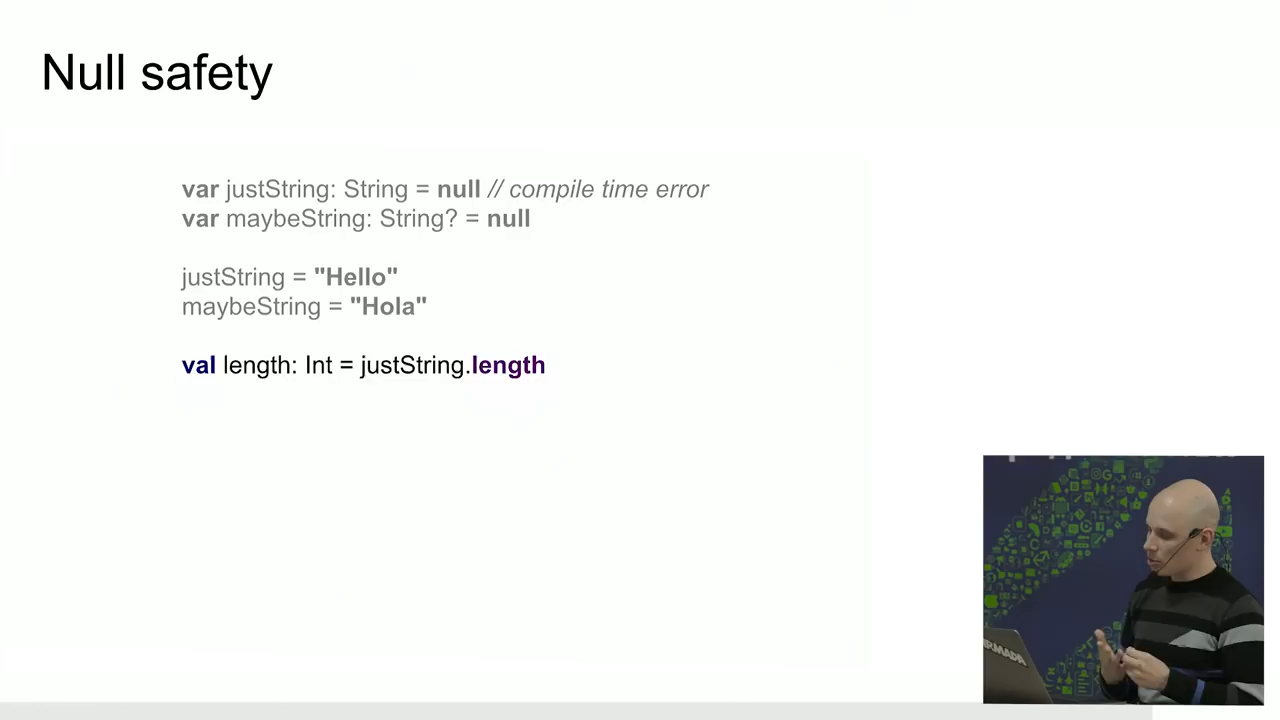 Null safety
var justString: String = null // compile time error
var maybeString: String? = null
justString = "Hello"
maybeString = "Hola"
val length: Int = justString.length